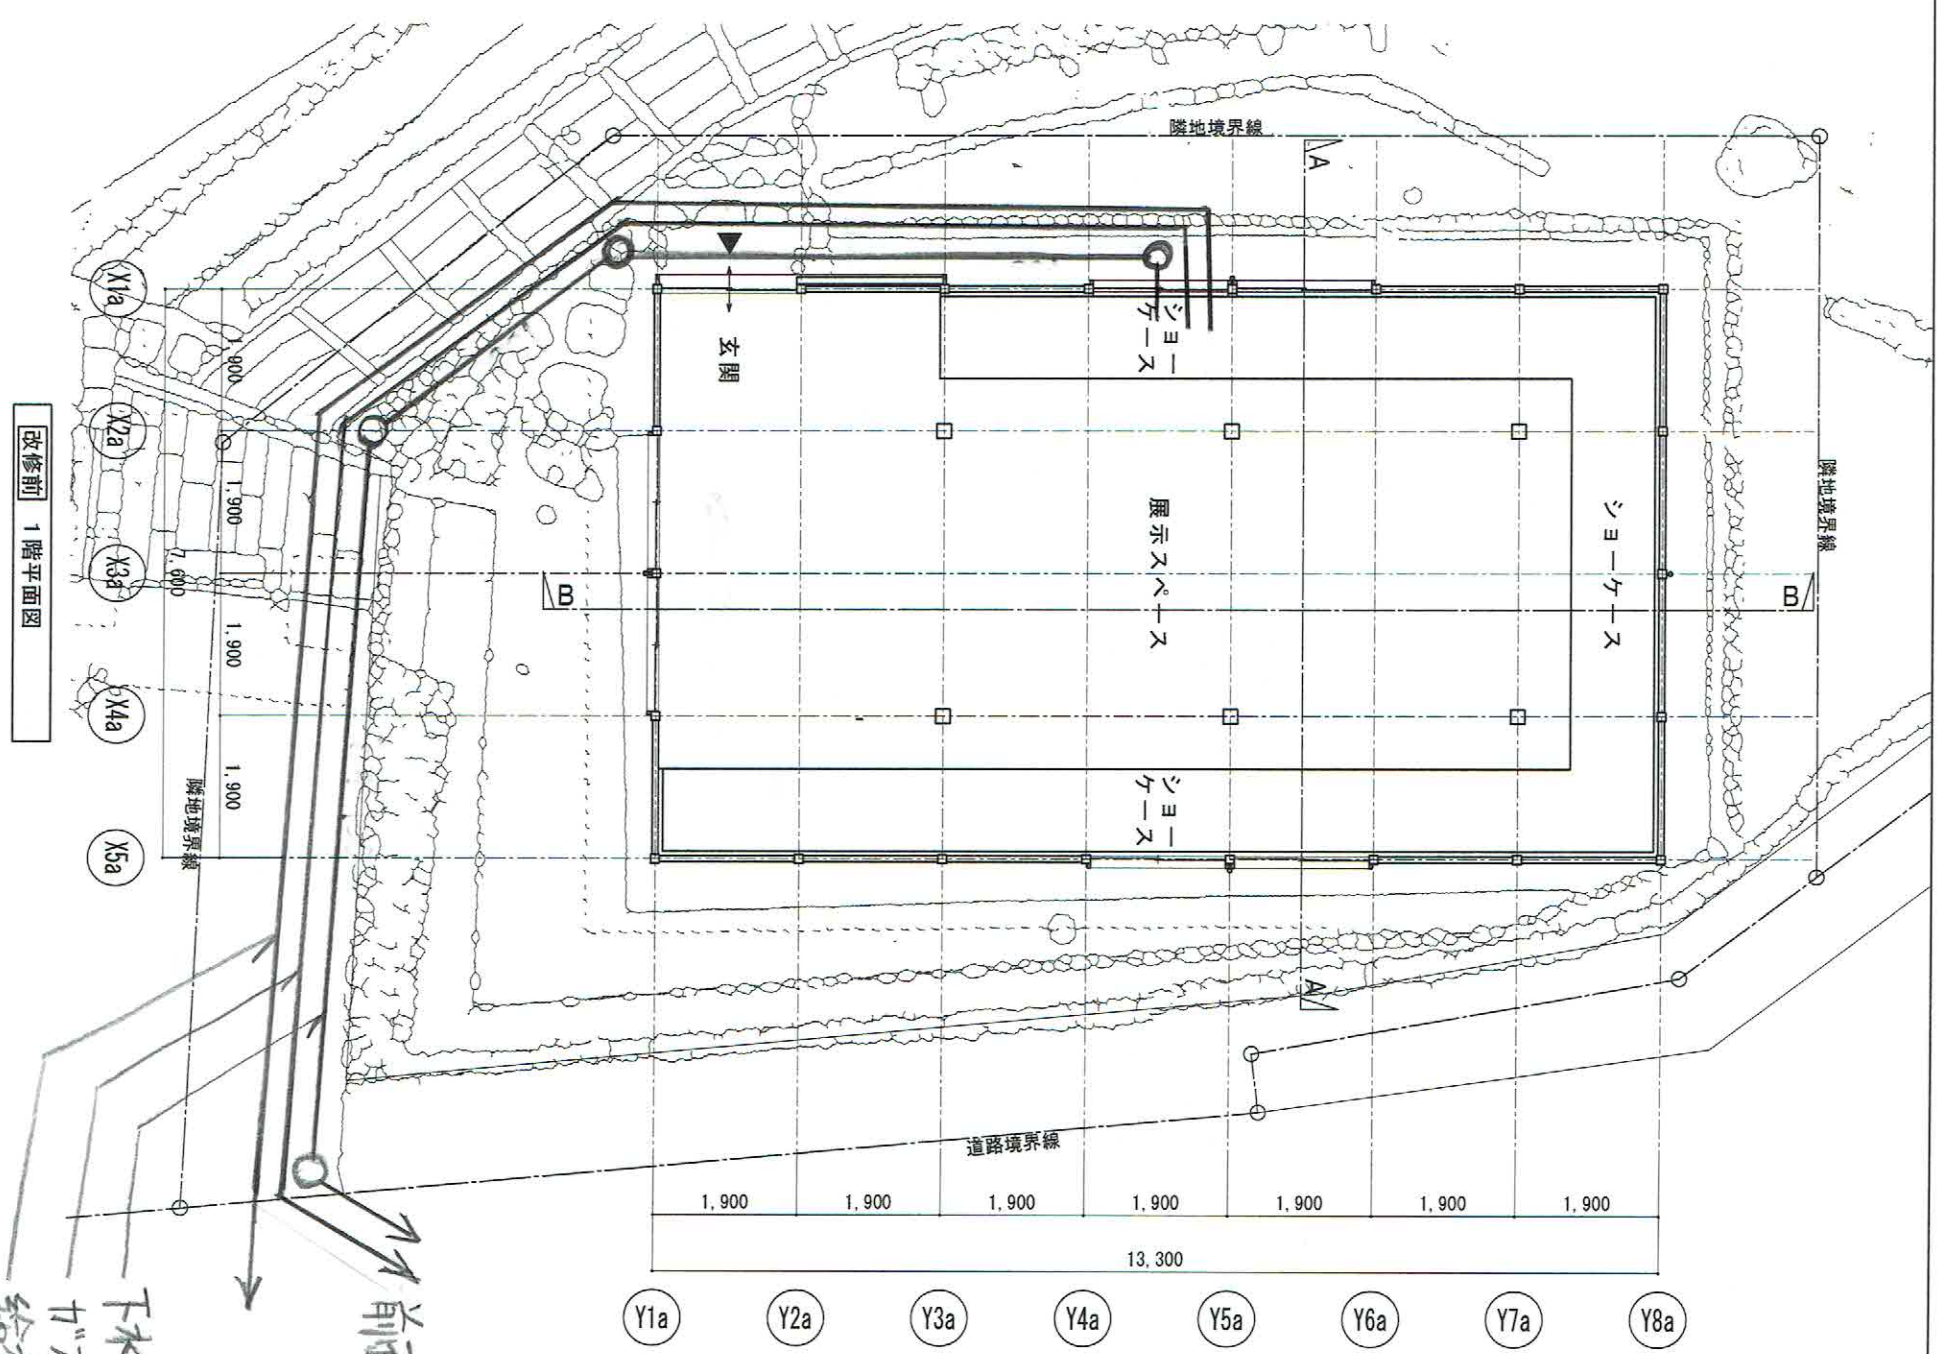 隣地境界線
A
隣地境界線
X1a
X2a
X3a
X4a
X5a
1,900
1,900
1,900
1,900
7,600
玄関
ショー
ケース
展示スペース
ショーケース
ショー
ケース
B
B
A
隣地境界線
道路境界線
改修前 1階平面図
1,900
1,900
1,900
1,900
1,900
1,900
1,900
13,300
Y1a
Y2a
Y3a
Y4a
Y5a
Y6a
Y7a
Y8a
下水